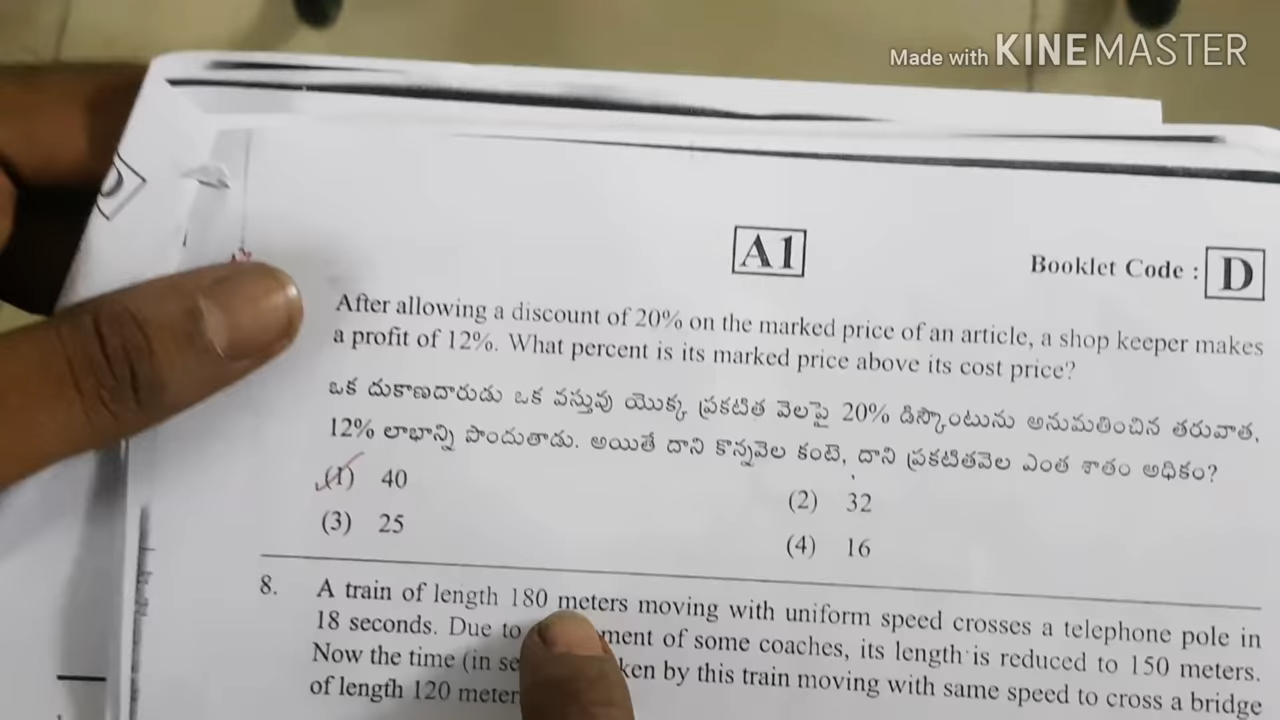 Made with KINEMASTER
A1
Booklet Code : D
After allowing a discount of 20% on the marked price of an article, a shop keeper makes
a profit of 12%. What percent is its marked price above its cost price?
ఒక దుకాణదారుడు ఒక వస్తువు యొక్క ప్రకటిత వెలపై 20% డిస్కౌంటును అనుమతించిన తరువాత,
12% లాభాన్ని పొందుతాడు. అయితే దాని కొన్నవెల కంటె, దాని ప్రకటితవెల ఎంత శాతం అధికం?
(1) 40
(2) 32
(3) 25
(4) 16
8. A train of length 180 meters moving with uniform speed crosses a telephone pole in
18 seconds. Due to of some coaches, its length is reduced to 150 meters.
Now the time (in by this train moving with same speed to cross a bridge
of length 120